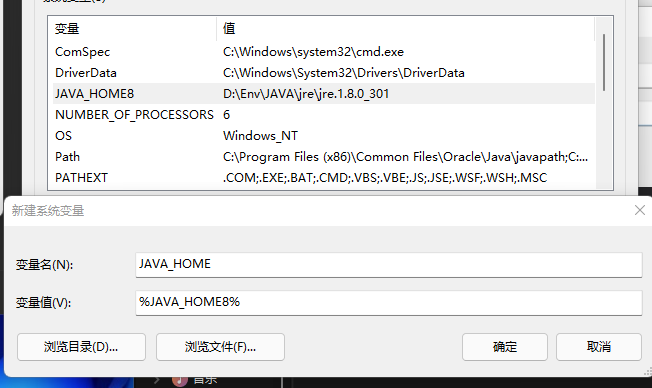 变量 值
ComSpec C:\Windows\system32\cmd.exe
DriverData C:\Windows\System32\Drivers\DriverData
JAVA_HOME8 D:\Env\JAVA\jre\jre.1.8.0_301
NUMBER_OF_PROCESSORS 6
OS Windows_NT
Path C:\Program Files (x86)\Common Files\Oracle\Java\javapath;C:...
PATHEXT .COM;.EXE;.BAT;.CMD;.VBS;.VBE;.JS;.JSE;.WSF;.WSH;.MSC
新建系统变量
变量名(N): JAVA_HOME
变量值(V): %JAVA_HOME8%
浏览目录(D)... 浏览文件(F)... 确定 取消
音乐